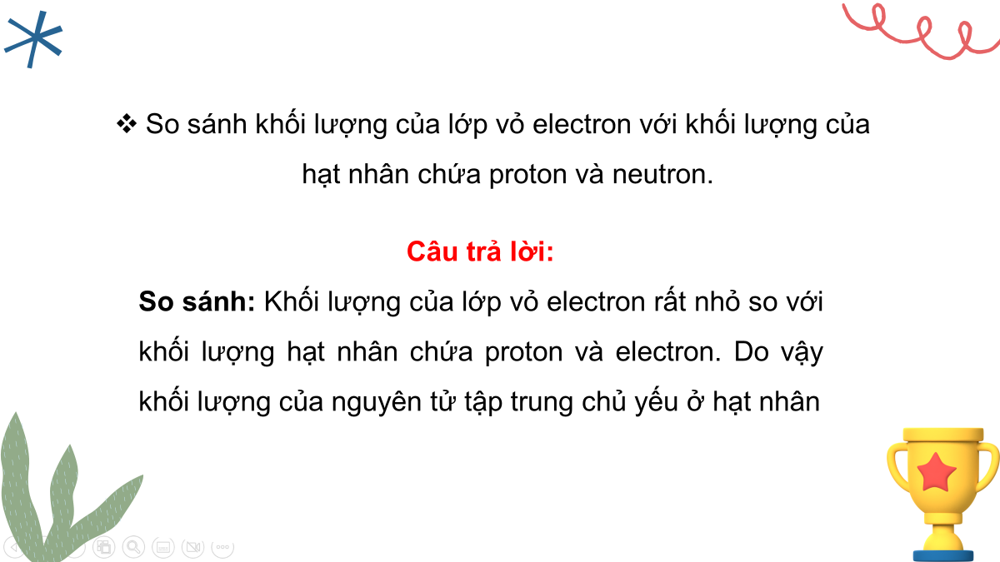 ❖ So sánh khối lượng của lớp vỏ electron với khối lượng của
hạt nhân chứa proton và neutron.
Câu trả lời:
So sánh: Khối lượng của lớp vỏ electron rất nhỏ so với
khối lượng hạt nhân chứa proton và electron. Do vậy
khối lượng của nguyên tử tập trung chủ yếu ở hạt nhân